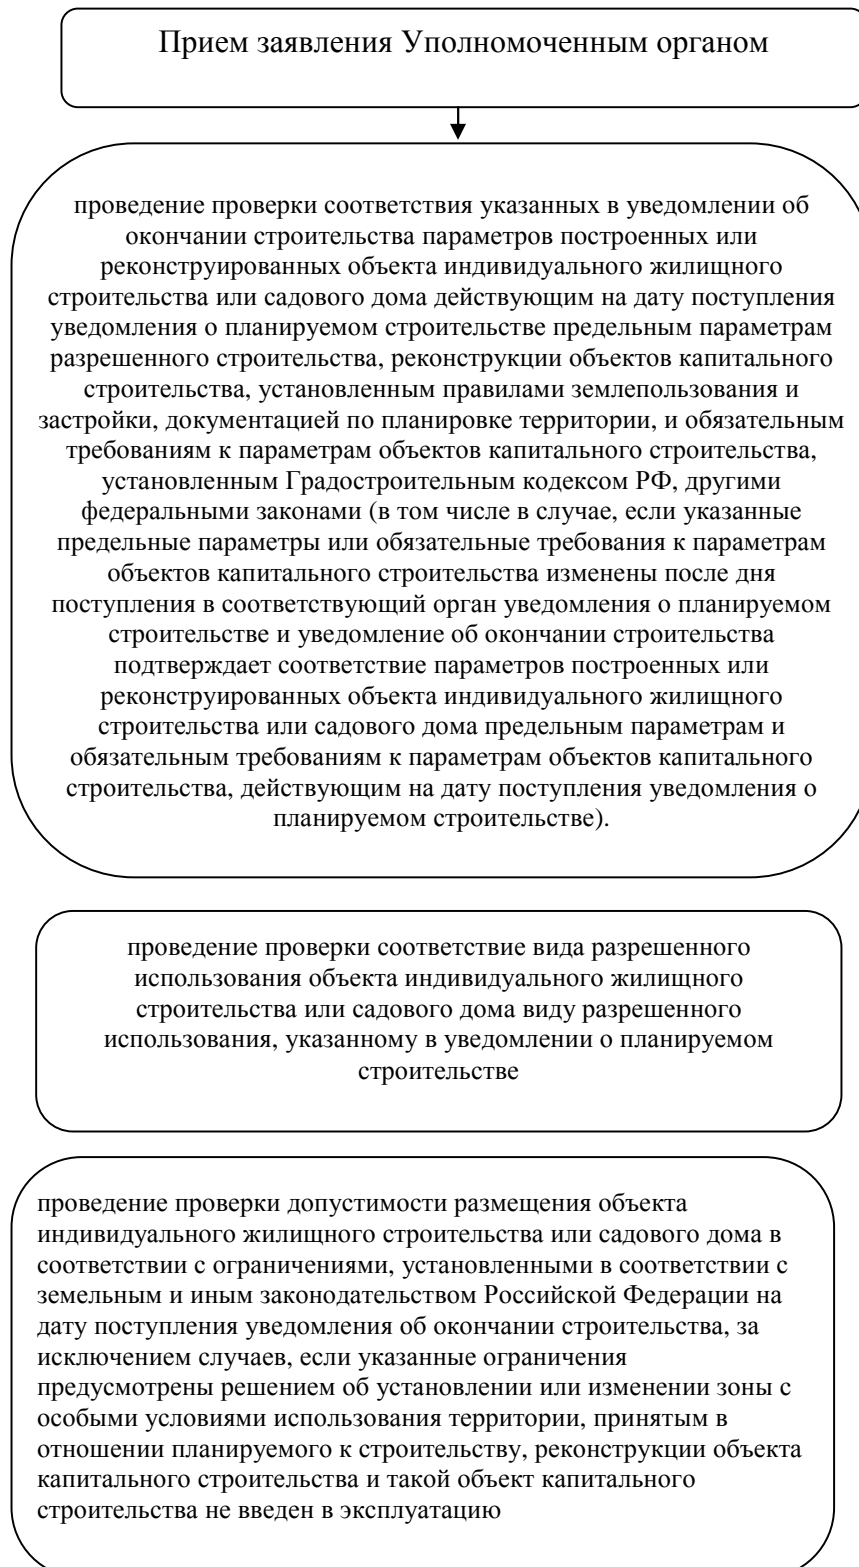 Прием заявления Уполномоченным органом
проведение проверки соответствия указанных в уведомлении об
окончании строительства параметров построенных или
реконструированных объекта индивидуального жилищного
строительства или садового дома действующим на дату поступления
уведомления о планируемом строительстве предельным параметрам
разрешенного строительства, реконструкции объектов капитального
строительства, установленным правилами землепользования и
застройки, документацией по планировке территории, и обязательным
требованиям к параметрам объектов капитального строительства,
установленным Градостроительным кодексом РФ, другими
федеральными законами (в том числе в случае, если указанные
предельные параметры или обязательные требования к параметрам
объектов капитального строительства изменены после дня
поступления в соответствующий орган уведомления о планируемом
строительстве и уведомление об окончании строительства
подтверждает соответствие параметров построенных или
реконструированных объекта индивидуального жилищного
строительства или садового дома предельным параметрам и
обязательным требованиям к параметрам объектов капитального
строительства, действующим на дату поступления уведомления о
планируемом строительстве).
проведение проверки соответствие вида разрешенного
использования объекта индивидуального жилищного
строительства или садового дома виду разрешенного
использования, указанному в уведомлении о планируемом
строительстве
проведение проверки допустимости размещения объекта
индивидуального жилищного строительства или садового дома в
соответствии с ограничениями, установленными в соответствии с
земельным и иным законодательством Российской Федерации на
дату поступления уведомления об окончании строительства, за
исключением случаев, если указанные ограничения
предусмотрены решением об установлении или изменении зоны с
особыми условиями использования территории, принятым в
отношении планируемого к строительству, реконструкции объекта
капитального строительства и такой объект капитального
строительства не введен в эксплуатацию